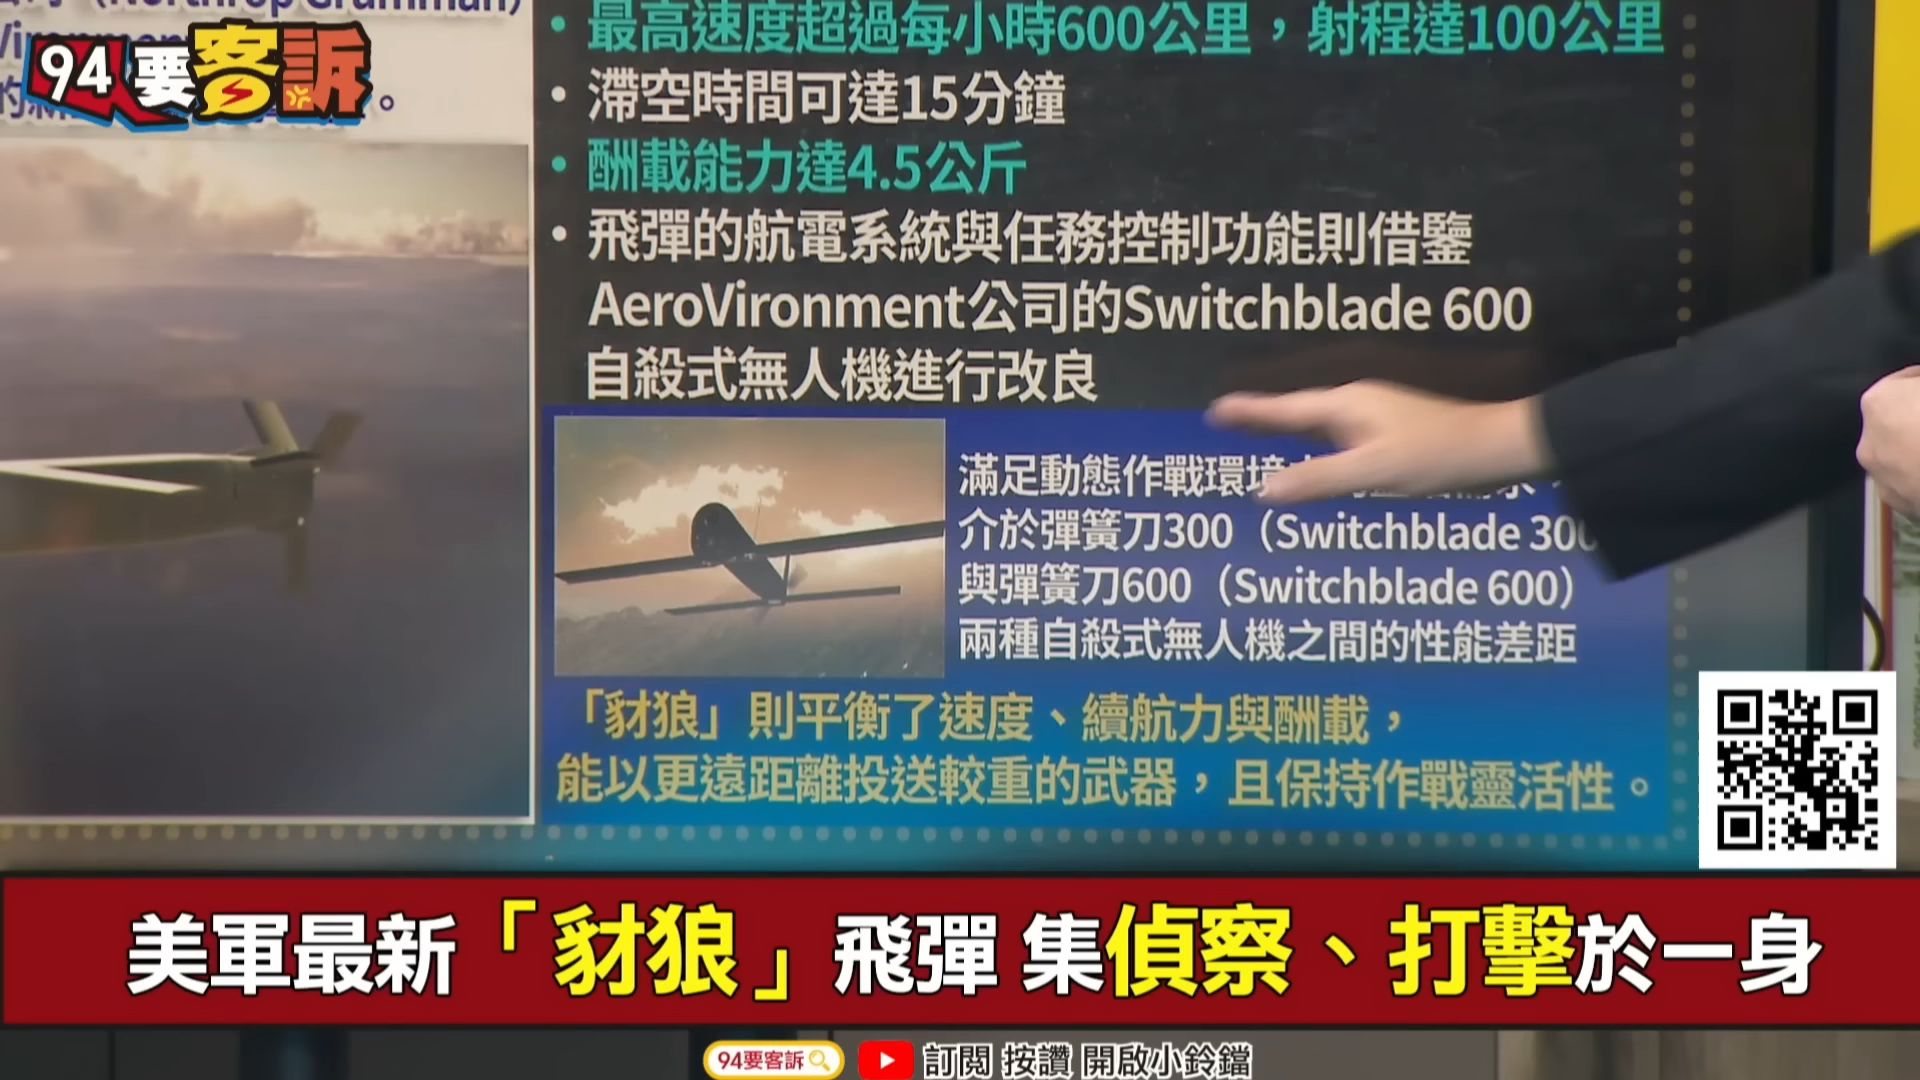 (Northrop Grumman)
94要客訴
最高速度超過每小時600公里，射程達100公里
滯空時間可達15分鐘
酬載能力達4.5公斤
飛彈的航電系統與任務控制功能則借鑒
AeroVironment公司的Switchblade 600
自殺式無人機進行改良
滿足動態作戰環境
介於彈簧刀300（Switchblade 300
與彈簧刀600（Switchblade 600）
兩種自殺式無人機之間的性能差距
「豺狼」則平衡了速度、續航力與酬載，
能以更遠距離投送較重的武器，且保持作戰靈活性。
美軍最新「豺狼」飛彈 集偵察、打擊於一身
94要客訴 訂閱 按讚 開啟小鈴鐺